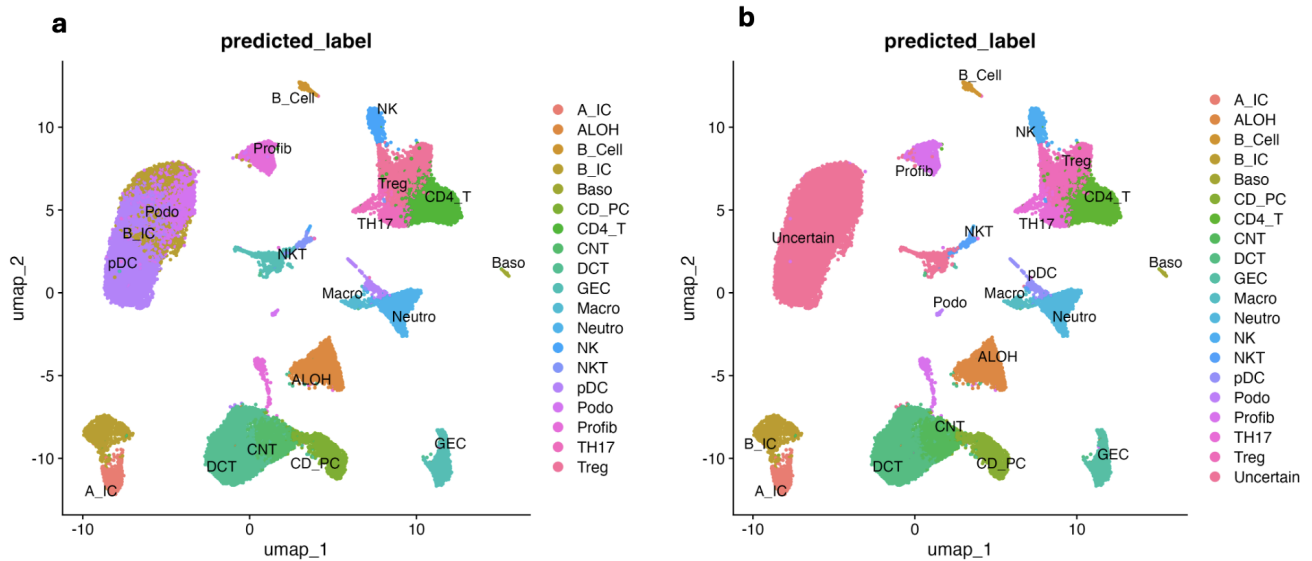 a
predicted_label
B_Cell
NK
Profib
Treg
CD4_T
Podo
TH17
B_IC
pDC
NKT
Baso
Macro
Neutro
ALOH
CNT
GEC
DCT
CD_PC
A_IC
10
5
0
-5
-10
umap_2
-10
0
10
umap_1
A_IC
ALOH
B_Cell
B_IC
Baso
CD_PC
CD4_T
CNT
DCT
GEC
Macro
Neutro
NK
NKT
pDC
Podo
Profib
TH17
Treg
b
predicted_label
B_Cell
NK
Treg
Profib
CD4_T
TH17
Uncertain
NKT
Baso
pDC
Macro
Podo
Neutro
ALOH
CNT
B_IC
GEC
DCT
CD_PC
A_IC
10
5
0
-5
-10
umap_2
-10
0
10
umap_1
A_IC
ALOH
B_Cell
B_IC
Baso
CD_PC
CD4_T
CNT
DCT
GEC
Macro
Neutro
NK
NKT
pDC
Podo
Profib
TH17
Treg
Uncertain